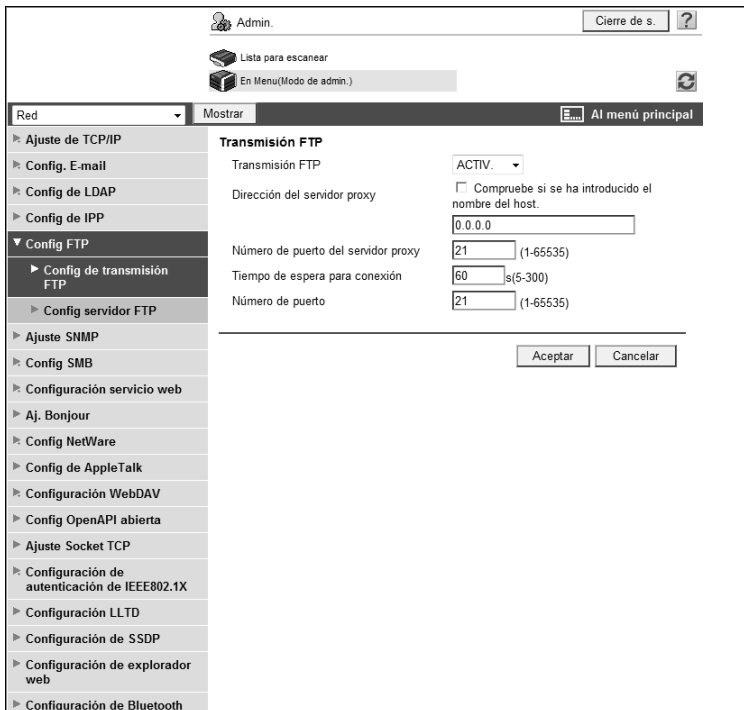 Admin.
Cierre de s.
?
Lista para escanear
En Menu(Modo de admin.)
Red
Mostrar
Al menú principal
Ajuste de TCP/IP
Config. E-mail
Config de LDAP
Config de IPP
Config FTP
Config de transmisión
FTP
Config servidor FTP
Ajuste SNMP
Config SMB
Configuración servicio web
Aj. Bonjour
Config NetWare
Config de AppleTalk
Configuración WebDAV
Config OpenAPI abierta
Ajuste Socket TCP
Configuración de
autenticación de IEEE802.1X
Configuración LLTD
Configuración de SSDP
Configuración de explorador
web
Configuración de Bluetooth
Transmisión FTP
Transmisión FTP
ACTIV.
Dirección del servidor proxy
Compruebe si se ha introducido el
nombre del host.
0.0.0.0
Número de puerto del servidor proxy
21 (1-65535)
Tiempo de espera para conexión
60 s(5-300)
Número de puerto
21 (1-65535)
Aceptar
Cancelar